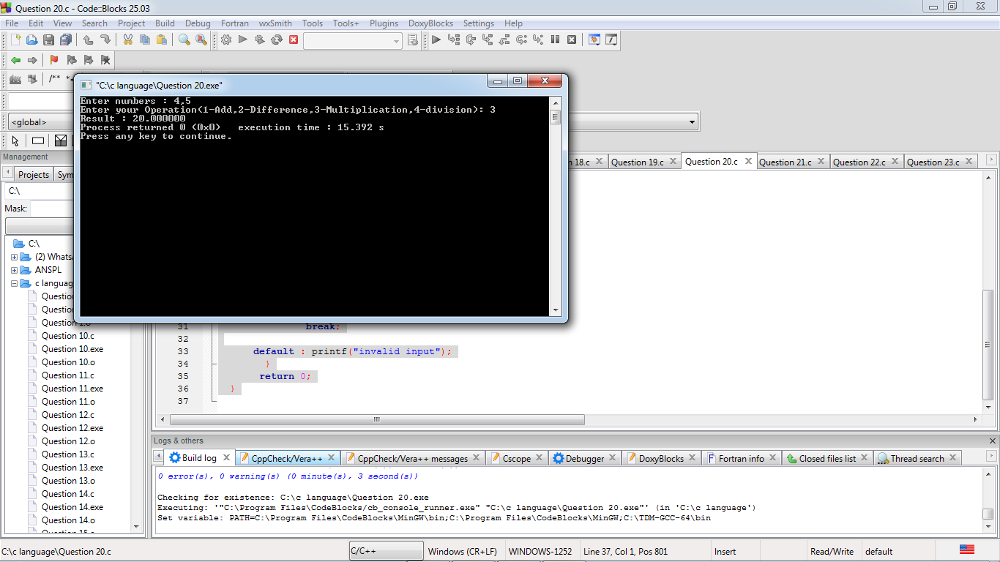 Question 20.c - Code::Blocks 25.03
File Edit View Search Project Build Debug Fortran wxSmith Tools Tools+ Plugins DoxyBlocks Settings Help
/**
"C:\c language\Question 20.exe"
Enter numbers : 4,5
Enter your Operation(1-Add,2-Difference,3-Multiplication,4-division): 3
Result : 20.000000
Process returned 0 (0x0)   execution time : 15.392 s
Press any key to continue.
<global>
Management
Projects Sym
C:\
Mask:
C:\
(2) Whats
ANSPL
c languag
Question
Question
Question 10.c
Question 10.exe
Question 10.o
Question 11.c
Question 11.exe
Question 11.o
Question 12.c
Question 12.exe
Question 12.o
Question 13.c
Question 13.exe
Question 13.o
Question 14.c
Question 14.exe
Question 14.o
18.c Question 19.c Question 20.c Question 21.c Question 22.c Question 23.c
31 break;
32
33 default : printf("invalid input");
34 }
35 return 0;
36 }
37
Logs & others
Build log CppCheck/Vera++ CppCheck/Vera++ messages Cscope Debugger DoxyBlocks Fortran info Closed files list Thread search
0 error(s), 0 warning(s) (0 minute(s), 3 second(s))
Checking for existence: C:\c language\Question 20.exe
Executing: '"C:\Program Files\CodeBlocks/cb_console_runner.exe" "C:\c language\Question 20.exe"' (in 'C:\c language')
Set variable: PATH=C:\Program Files\CodeBlocks\MinGW\bin;C:\Program Files\CodeBlocks\MinGW;C:\TDM-GCC-64\bin
C:\c language\Question 20.c C/C++ Windows (CR+LF) WINDOWS-1252 Line 37, Col 1, Pos 801 Insert Read/Write default